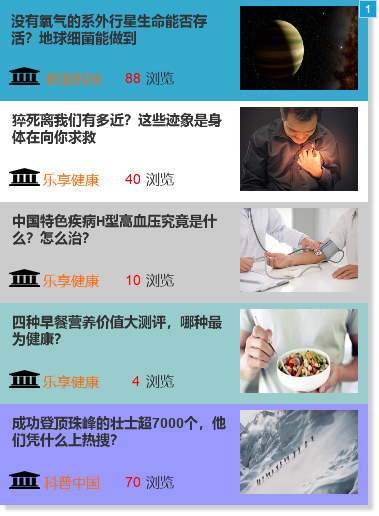 1
没有氧气的系外行星生命能否存
活？地球细菌能做到
88 浏览
猝死离我们有多近？这些迹象是身
体在向你求救
乐享健康 40 浏览
中国特色疾病H型高血压究竟是什
么？怎么治？
乐享健康 10 浏览
四种早餐营养价值大测评，哪种最
为健康？
乐享健康 4 浏览
成功登顶珠峰的壮士超7000个，他
们凭什么上热搜？
科普中国 70 浏览